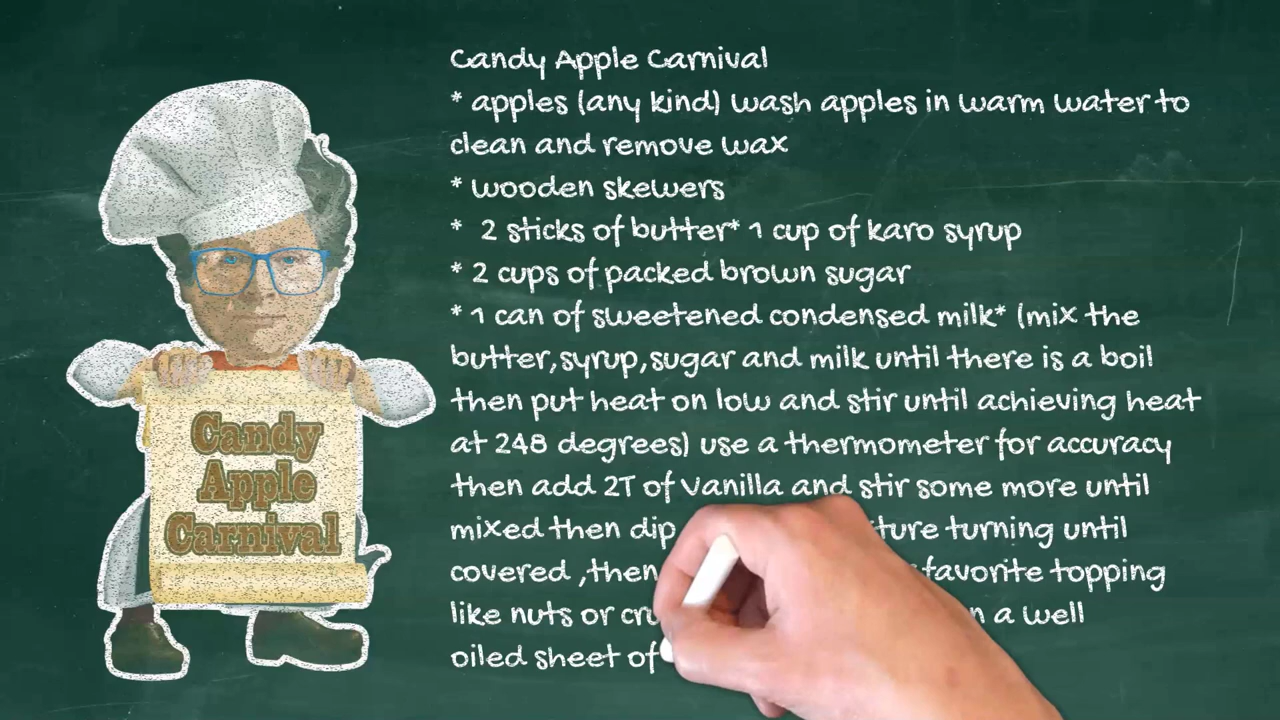 Candy Apple Carnival
* apples (any kind) wash apples in warm water to
clean and remove wax
* wooden skewers
*  2 sticks of butter* 1 cup of karo syrup
* 2 cups of packed brown sugar
* 1 can of sweetened condensed milk* (mix the
butter,syrup,sugar and milk until there is a boil
then put heat on low and stir until achieving heat
at 248 degrees) use a thermometer for accuracy
then add 2T of Vanilla and stir some more until
mixed then dip turning until
covered ,then favorite topping
like nuts or a well
oiled sheet of
Candy
Apple
Carnival